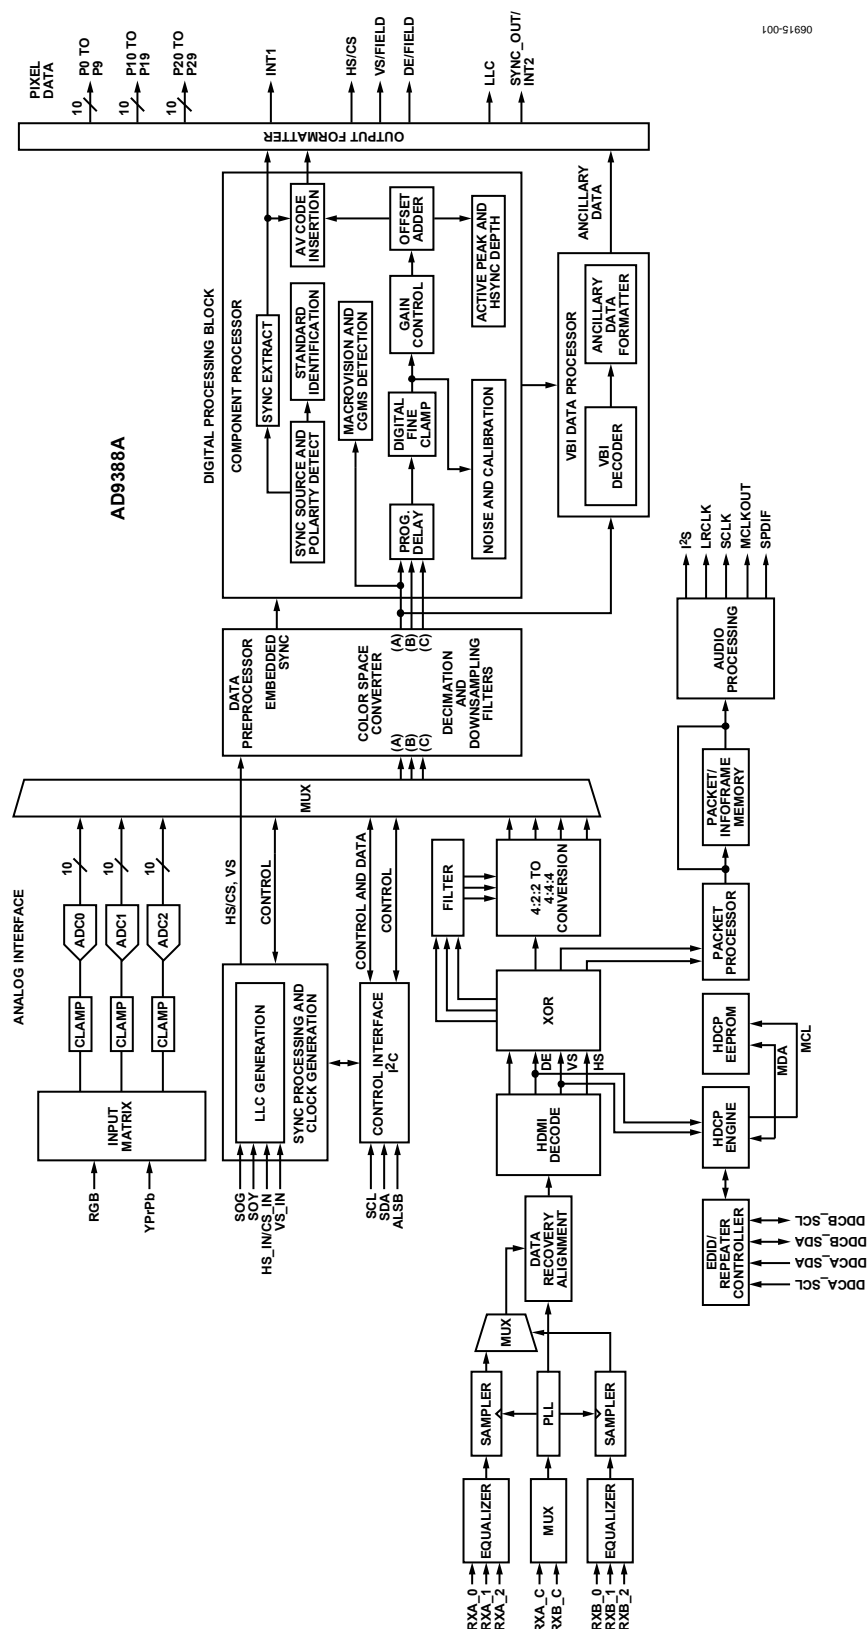 06915-001
PIXEL
DATA
P0 TO
P9
10
P10 TO
P19
10
P20 TO
P29
10
INT1
HS/CS
VS/FIELD
DE/FIELD
LLC
SYNC_OUT/
INT2
OUTPUT FORMATTER
AD9388A
DIGITAL PROCESSING BLOCK
COMPONENT PROCESSOR
SYNC EXTRACT
AV CODE
INSERTION
SYNC SOURCE AND
POLARITY DETECT
STANDARD
IDENTIFICATION
MACROVISION AND
CGMS DETECTION
PROG.
DELAY
DIGITAL
FINE
CLAMP
GAIN
CONTROL
OFFSET
ADDER
NOISE AND CALIBRATION
ACTIVE PEAK AND
HSYNC DEPTH
VBI DATA PROCESSOR
VBI
DECODER
ANCILLARY
DATA
FORMATTER
ANCILLARY
DATA
DATA
PREPROCESSOR
EMBEDDED
SYNC
COLOR SPACE
CONVERTER
(A)
(B)
(C)
(A)
(B)
(C)
DECIMATION
AND
DOWNSAMPLING
FILTERS
MUX
ANALOG INTERFACE
RGB
YPrPb
INPUT
MATRIX
CLAMP
ADC0
10
CLAMP
ADC1
10
CLAMP
ADC2
10
HS/CS, VS
CONTROL
SOG
SOY
HS_IN/CS_IN
VS_IN
LLC GENERATION
SYNC PROCESSING AND
CLOCK GENERATION
CONTROL AND DATA
CONTROL
SCL
SDA
ALSB
CONTROL INTERFACE
I2C
FILTER
4:2:2 TO
4:4:4
CONVERSION
XOR
DE
VS
HS
HDMI
DECODE
DATA
RECOVERY
ALIGNMENT
MUX
SAMPLER
PLL
SAMPLER
EQUALIZER
MUX
EQUALIZER
RXA_0
RXA_1
RXA_2
RXA_C
RXB_C
RXB_0
RXB_1
RXB_2
EDID/
REPEATER
CONTROLLER
DDCA_SCL
DDCA_SDA
DDCB_SDA
DDCB_SCL
HDCP
ENGINE
MDA
MCL
HDCP
EEPROM
PACKET
PROCESSOR
PACKET/
INFOFRAME
MEMORY
AUDIO
PROCESSING
I2S
LRCLK
SCLK
MCLKOUT
SPDIF